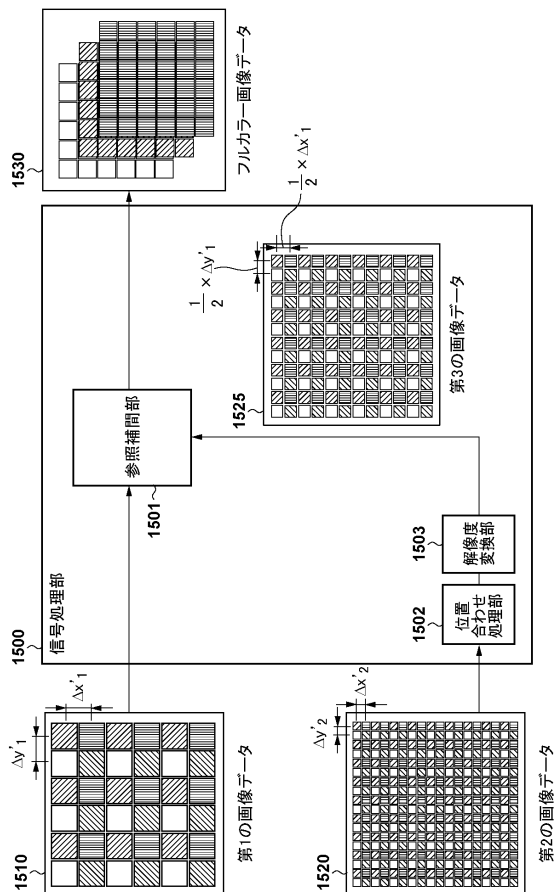 1500
信号処理部
1510
Δy'1
Δx'1
第1の画像データ
1501
参照補間部
1530
フルカラー画像データ
1520
Δy'2
Δx'2
第2の画像データ
1502
位置
合わせ
処理部
1503
解像度
変換部
1525
1/2 × Δy'1
1/2 × Δx'1
第3の画像データ